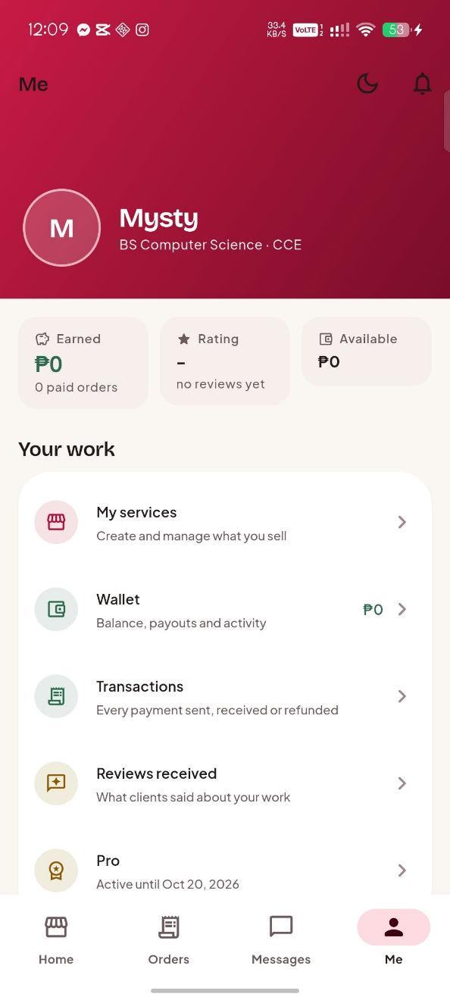 12:09
33.4
KB/S
VoLTE 1
2
53
Me
M
Mysty
BS Computer Science · CCE
Earned
₱0
0 paid orders
Rating
–
no reviews yet
Available
₱0
Your work
My services
Create and manage what you sell
Wallet
Balance, payouts and activity
₱0
Transactions
Every payment sent, received or refunded
Reviews received
What clients said about your work
Pro
Active until Oct 20, 2026
Home
Orders
Messages
Me